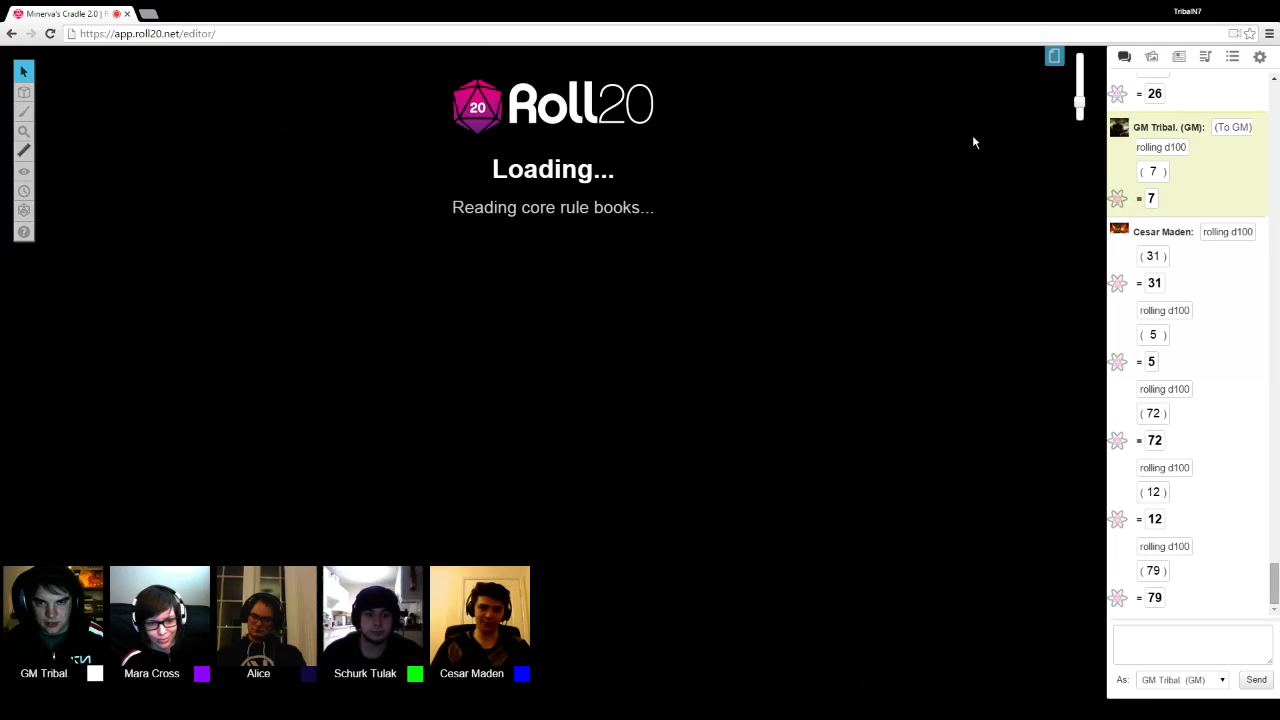 TribalN7
Minerva's Cradle 2.0 | R
https://app.roll20.net/editor/
20 Roll20
Loading...
Reading core rule books...
= 26
GM Tribal. (GM): (To GM)
rolling d100
( 7 )
= 7
Cesar Maden: rolling d100
( 31 )
= 31
rolling d100
( 5 )
= 5
rolling d100
( 72 )
= 72
rolling d100
( 12 )
= 12
rolling d100
( 79 )
= 79
GM Tribal.
Mara Cross
Alice
Schurk Tulak
Cesar Maden
As: GM Tribal. (GM) Send